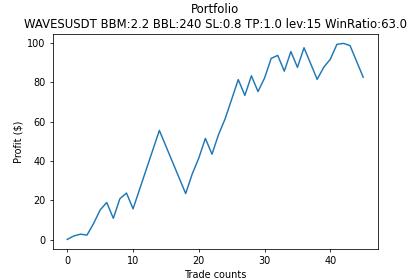 Portfolio
WAVESUSDT BBM:2.2 BBL:240 SL:0.8 TP:1.0 lev:15 WinRatio:63.0
100
80
60
40
20
0
Profit ($)
0 10 20 30 40
Trade counts